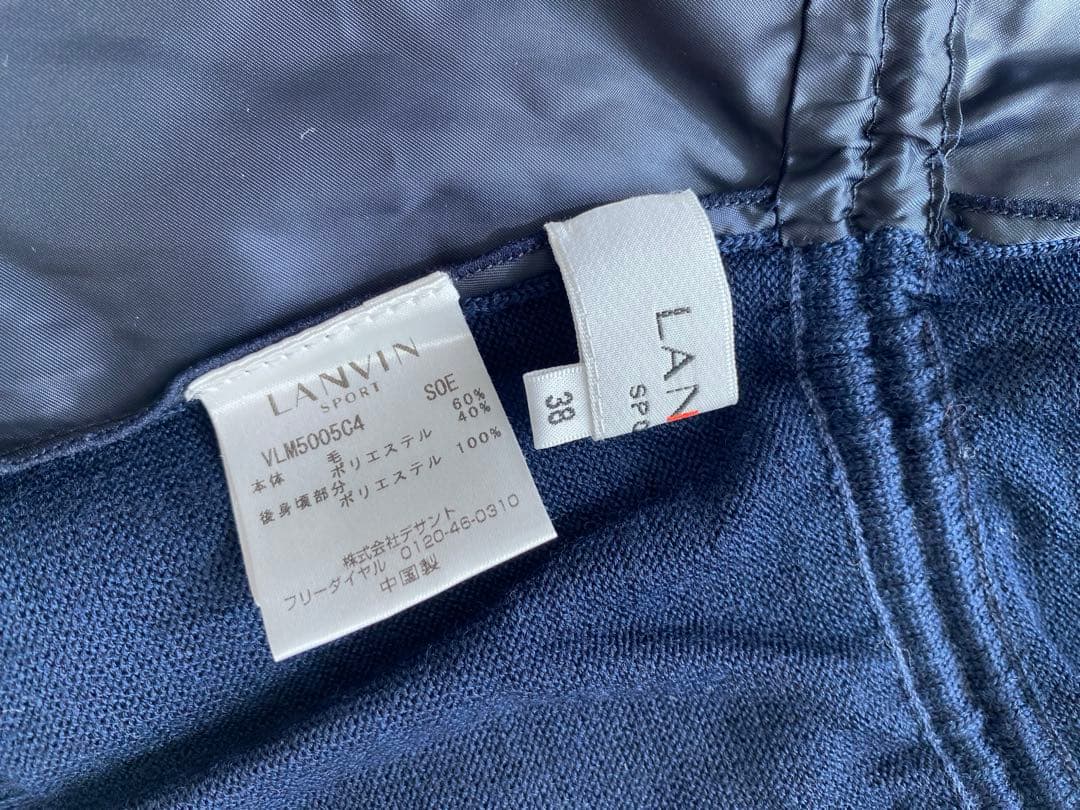 LANVIN
SPORT
VLM5005C4 SOE
本体 毛 60%
ポリエステル 40%
後身頃部分
ポリエステル 100%
株式会社デサント
フリーダイヤル 0120-46-0310
中国製
38
LAN
SPO